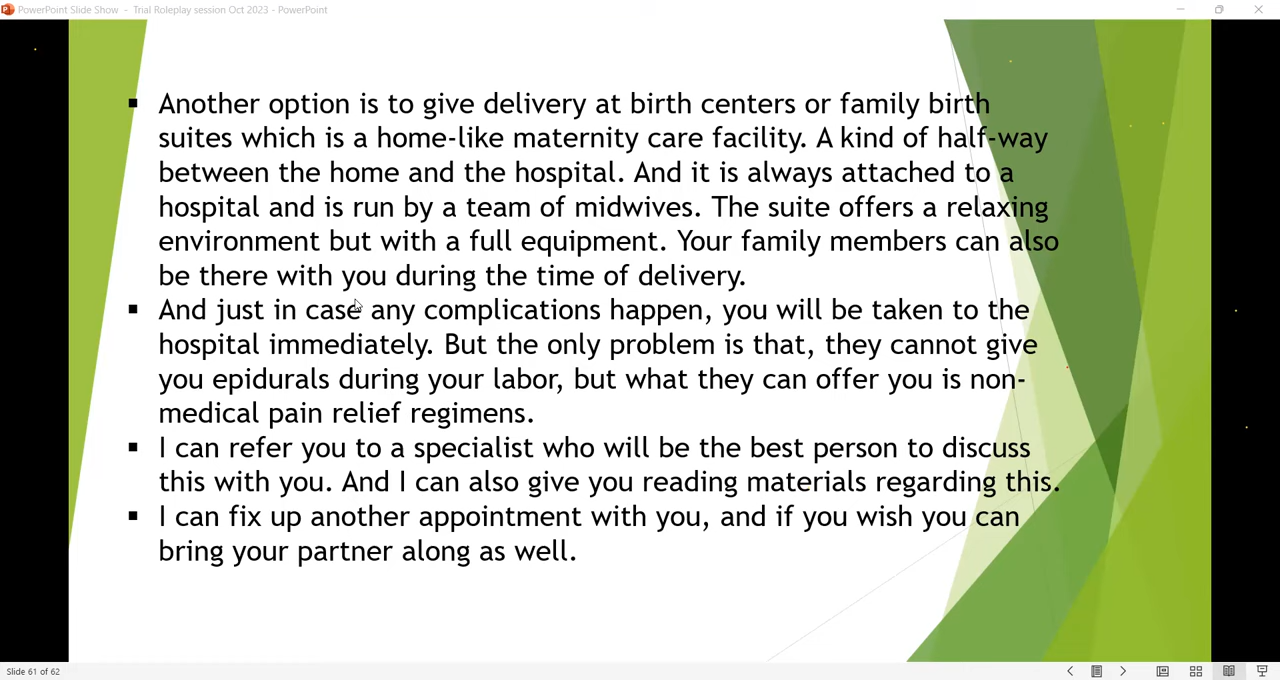 PowerPoint Slide Show - Trial Roleplay session Oct 2023 - PowerPoint
▪ Another option is to give delivery at birth centers or family birth
suites which is a home-like maternity care facility. A kind of half-way
between the home and the hospital. And it is always attached to a
hospital and is run by a team of midwives. The suite offers a relaxing
environment but with a full equipment. Your family members can also
be there with you during the time of delivery.
▪ And just in case any complications happen, you will be taken to the
hospital immediately. But the only problem is that, they cannot give
you epidurals during your labor, but what they can offer you is non-
medical pain relief regimens.
▪ I can refer you to a specialist who will be the best person to discuss
this with you. And I can also give you reading materials regarding this.
▪ I can fix up another appointment with you, and if you wish you can
bring your partner along as well.
Slide 61 of 62